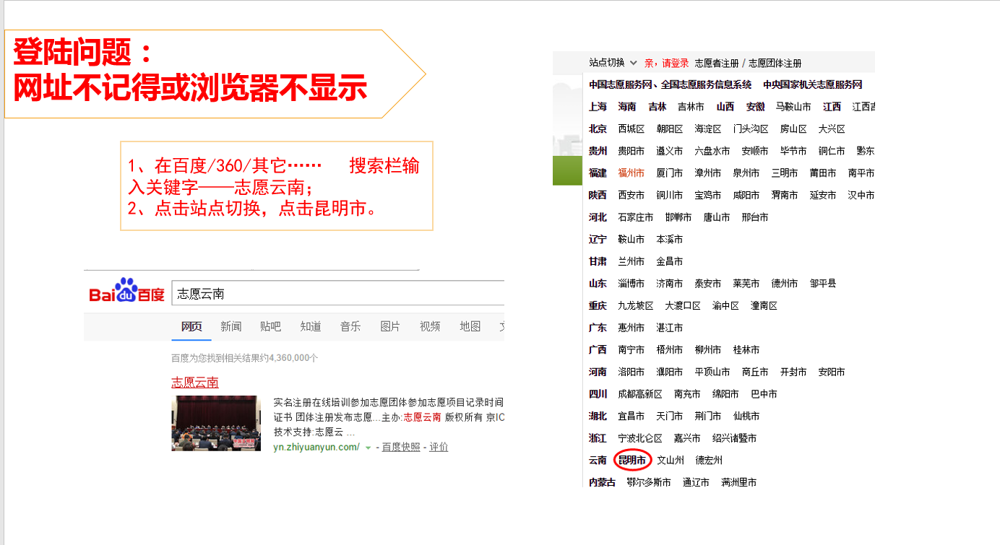 登陆问题：
网址不记得或浏览器不显示
1、在百度/360/其它…… 搜索栏输
入关键字——志愿云南；
2、点击站点切换，点击昆明市。
Bai du 百度 志愿云南
网页 新闻 贴吧 知道 音乐 图片 视频 地图
百度为您找到相关结果约4,360,000个
志愿云南
实名注册在线培训参加志愿团体参加志愿项目记录时间
证书 团体注册发布志愿...主办:志愿云南 版权所有 京IC
技术支持:志愿云 ...
yn.zhiyuanyun.com/ - 百度快照 - 评价
站点切换 亲，请登录 志愿者注册 / 志愿团体注册
中国志愿服务网、全国志愿服务信息系统 中央国家机关志愿服务网
上海 海南 吉林 吉林市 山西 安徽 马鞍山市 江西 江西吉
北京 西城区 朝阳区 海淀区 门头沟区 房山区 大兴区
贵州 贵阳市 遵义市 六盘水市 安顺市 毕节市 铜仁市 黔东
福建 福州市 厦门市 漳州市 泉州市 三明市 莆田市 南平市
陕西 西安市 铜川市 宝鸡市 咸阳市 渭南市 延安市 汉中市
河北 石家庄市 邯郸市 唐山市 邢台市
辽宁 鞍山市 本溪市
甘肃 兰州市 金昌市
山东 淄博市 济南市 泰安市 莱芜市 德州市 邹平县
重庆 九龙坡区 大渡口区 渝中区 潼南区
广东 惠州市 湛江市
广西 南宁市 梧州市 柳州市 桂林市
河南 洛阳市 濮阳市 平顶山市 商丘市 开封市 安阳市
四川 成都高新区 南充市 绵阳市 巴中市
湖北 宜昌市 天门市 荆门市 仙桃市
浙江 宁波北仑区 嘉兴市 绍兴诸暨市
云南 昆明市 文山州 德宏州
内蒙古 鄂尔多斯市 通辽市 满洲里市